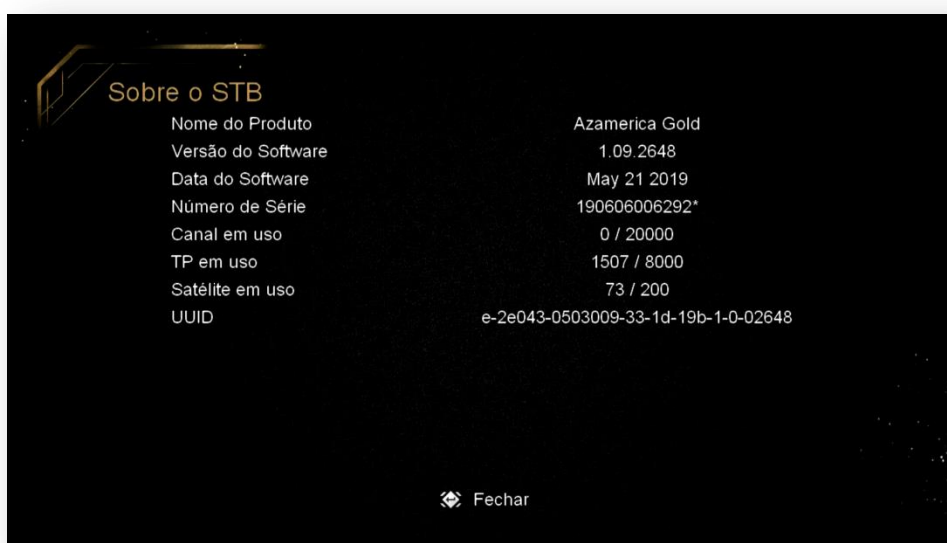 Sobre o STB
Nome do Produto Azamerica Gold
Versão do Software 1.09.2648
Data do Software May 21 2019
Número de Série 190606006292*
Canal em uso 0 / 20000
TP em uso 1507 / 8000
Satélite em uso 73 / 200
UUID e-2e043-0503009-33-1d-19b-1-0-02648
Fechar